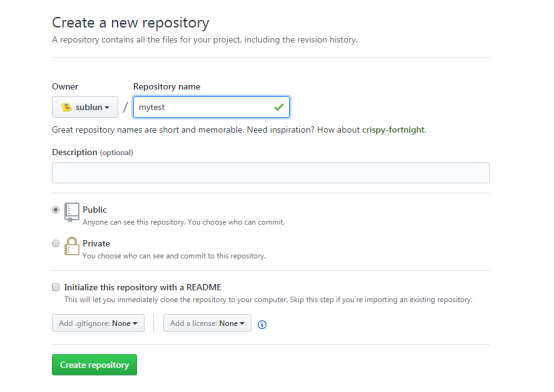 Create a new repository
A repository contains all the files for your project, including the revision history.
Owner
Repository name
sublun / mytest
Great repository names are short and memorable. Need inspiration? How about crispy-fortnight.
Description (optional)
Public
Anyone can see this repository. You choose who can commit.
Private
You choose who can see and commit to this repository.
Initialize this repository with a README
This will let you immediately clone the repository to your computer. Skip this step if you're importing an existing repository.
Add .gitignore: None
Add a license: None
Create repository